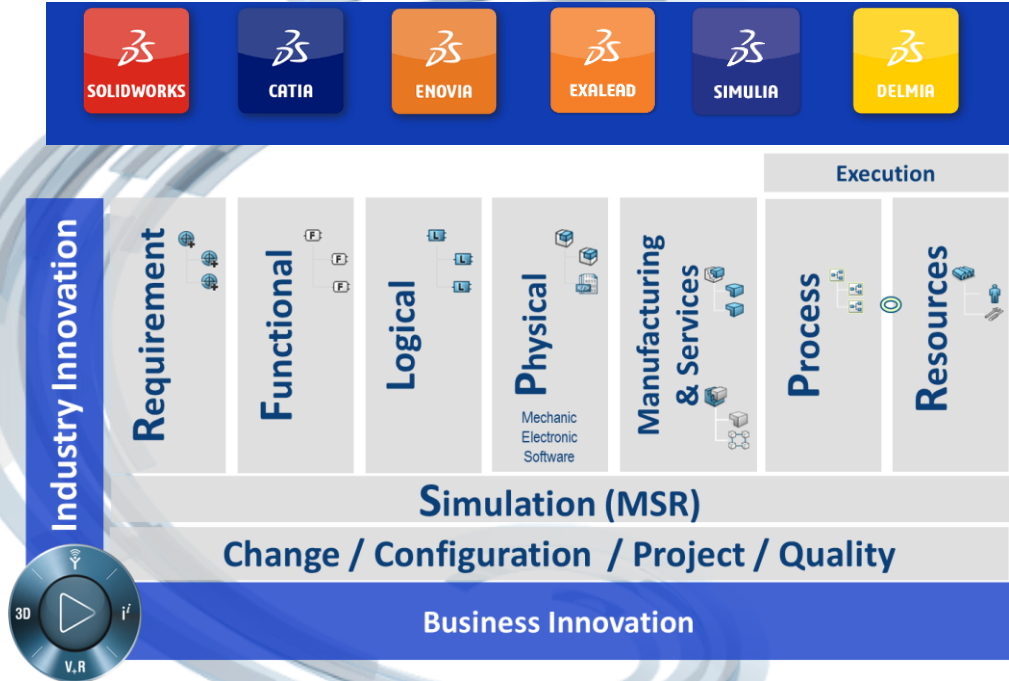 SOLIDWORKS
CATIA
ENOVIA
EXALEAD
SIMULIA
DELMIA
Execution
Industry Innovation
Requirement
Functional
F
F
F
Logical
L
L
L
Physical
Mechanic
Electronic
Software
Manufacturing
& Services
Process
Resources
Simulation (MSR)
Change / Configuration / Project / Quality
Business Innovation
3D
iⁱ
V,R